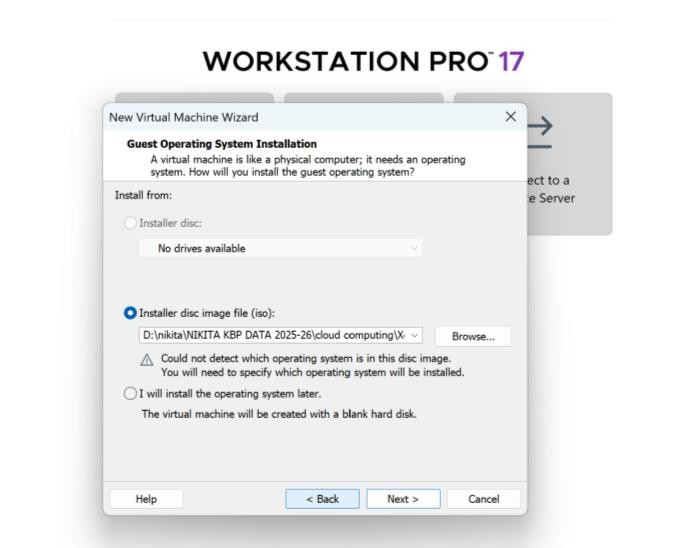 WORKSTATION PRO™ 17
New Virtual Machine Wizard
Guest Operating System Installation
A virtual machine is like a physical computer; it needs an operating
system. How will you install the guest operating system?
ect to a
e Server
Install from:
Installer disc:
No drives available
Installer disc image file (iso):
D:\nikita\NIKITA KBP DATA 2025-26\cloud computing\X
Browse...
Could not detect which operating system is in this disc image.
You will need to specify which operating system will be installed.
I will install the operating system later.
The virtual machine will be created with a blank hard disk.
Help
< Back
Next >
Cancel